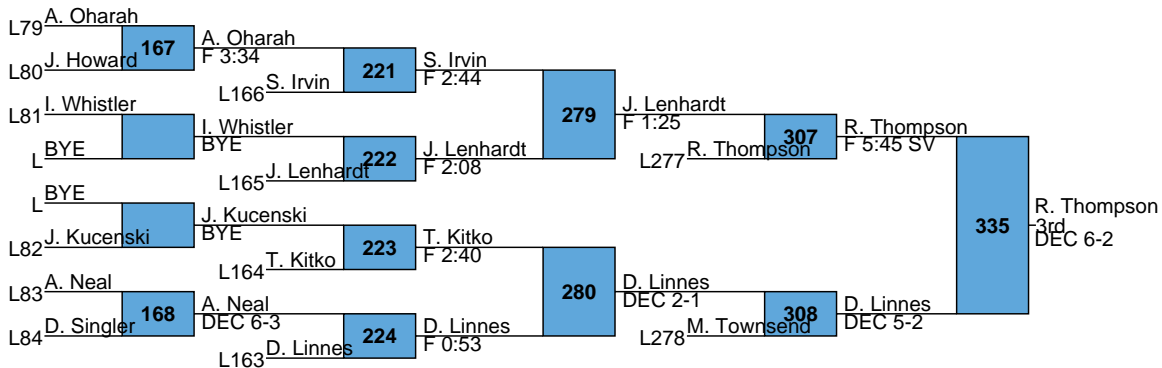 L79 A. Oharah
167
A. Oharah
F 3:34
L80 J. Howard
221
S. Irvin
F 2:44
L166 S. Irvin
L81 I. Whistler
I. Whistler
BYE
L BYE
222
J. Lenhardt
F 2:08
L165 J. Lenhardt
279
J. Lenhardt
F 1:25
307
R. Thompson
F 5:45 SV
L277 R. Thompson
L BYE
J. Kucenski
BYE
L82 J. Kucenski
223
T. Kitko
F 2:40
L164 T. Kitko
335
R. Thompson
3rd
DEC 6-2
L83 A. Neal
168
A. Neal
DEC 6-3
L84 D. Singler
224
D. Linnes
F 0:53
L163 D. Linnes
280
D. Linnes
DEC 2-1
308
D. Linnes
DEC 5-2
L278 M. Townsend